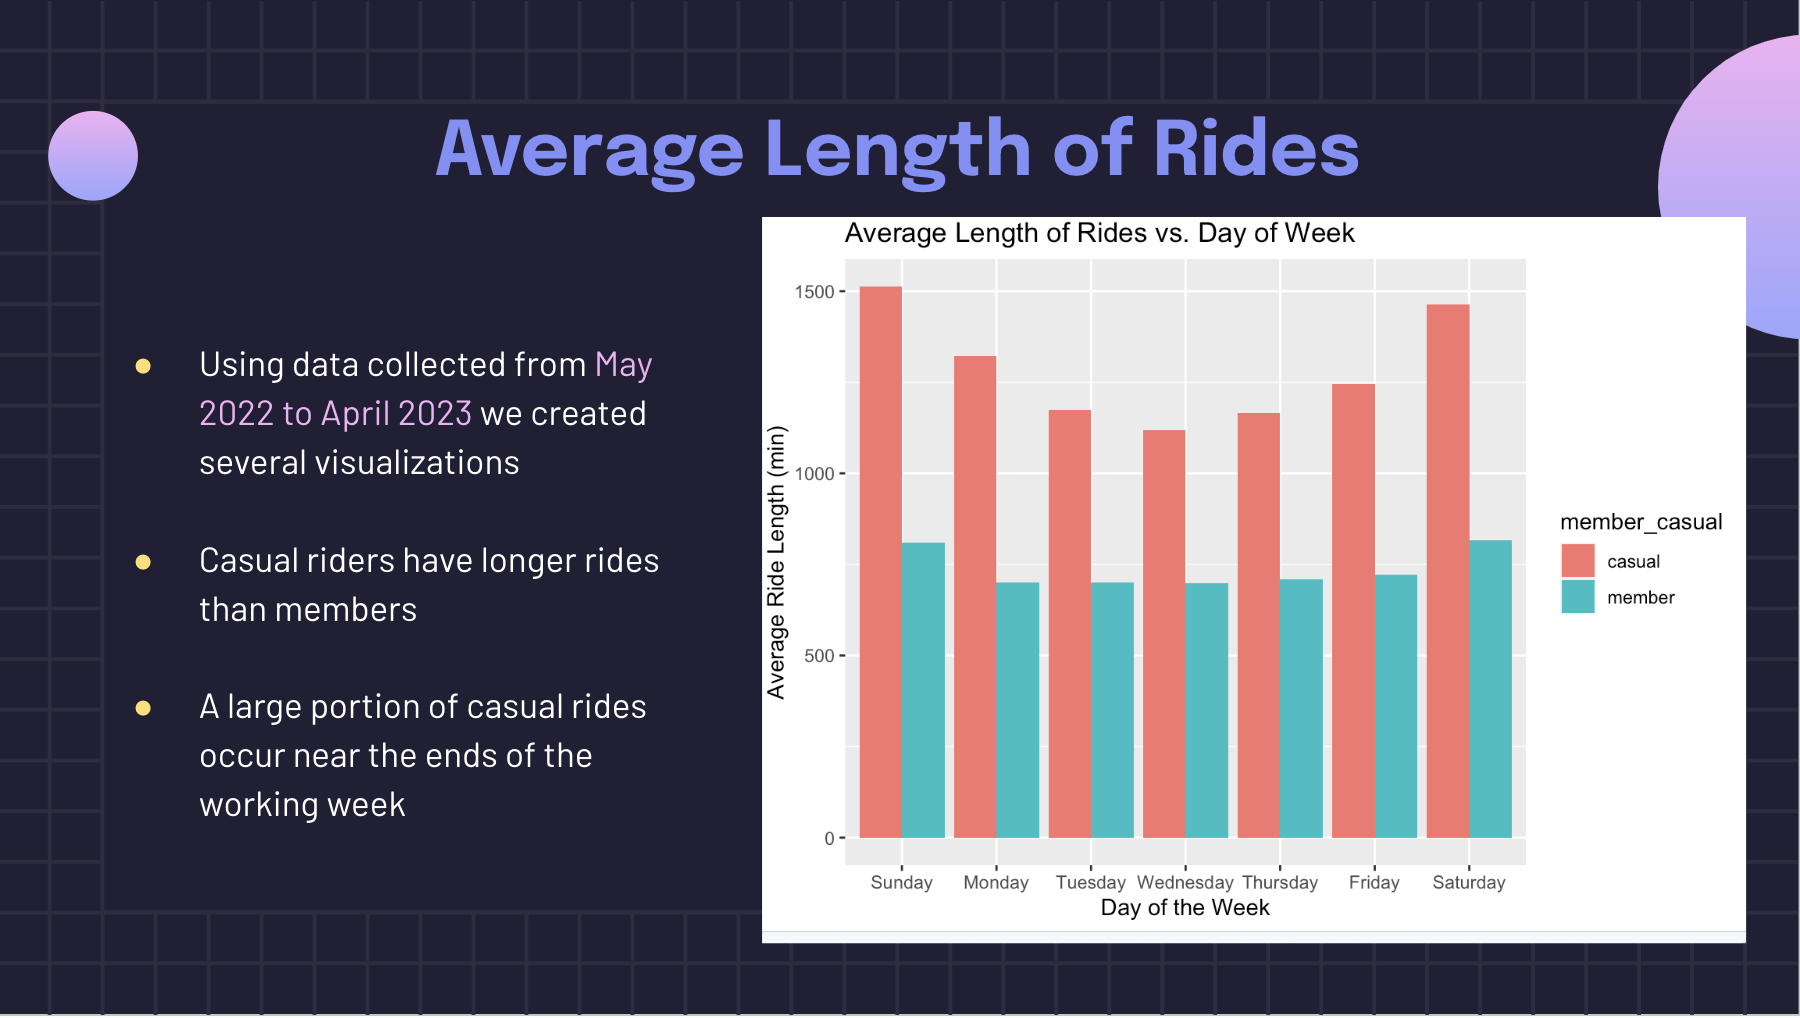 Average Length of Rides
Using data collected from May
2022 to April 2023 we created
several visualizations
Casual riders have longer rides
than members
A large portion of casual rides
occur near the ends of the
working week
Average Length of Rides vs. Day of Week
Average Ride Length (min)
1500
1000
500
0
Sunday Monday Tuesday Wednesday Thursday Friday Saturday
Day of the Week
member_casual
casual
member